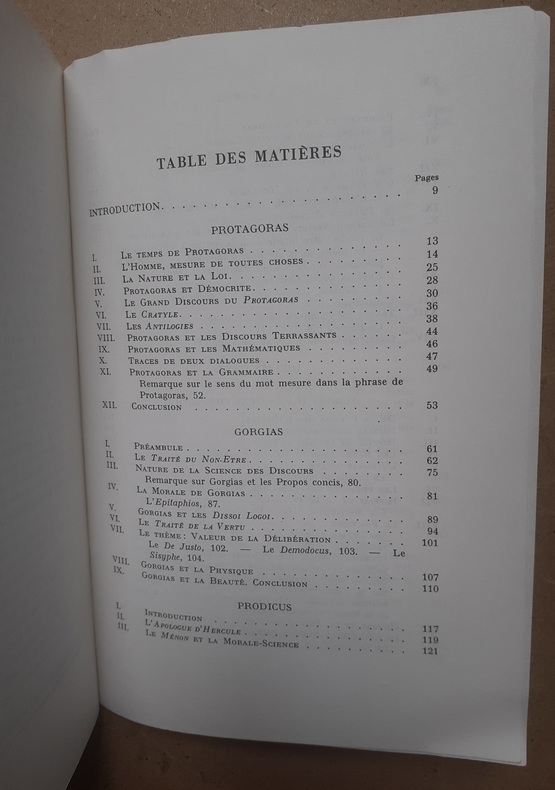 TABLE DES MATIÈRES
Pages
INTRODUCTION. . . . . . . . . . . . . . . . . . . . . . 9
PROTAGORAS
I. LE TEMPS DE PROTAGORAS . . . . . . . . . . . . . 13
II. L'HOMME, MESURE DE TOUTES CHOSES . . . . . . . . 14
III. LA NATURE ET LA LOI. . . . . . . . . . . . . . . 25
IV. PROTAGORAS ET DÉMOCRITE. . . . . . . . . . . . . 28
V. LE GRAND DISCOURS DU PROTAGORAS . . . . . . . . 30
VI. LE CRATYLE. . . . . . . . . . . . . . . . . . . 36
VII. LES ANTILOGIES . . . . . . . . . . . . . . . . . 38
VIII. PROTAGORAS ET LES DISCOURS TERRASSANTS . . . . . 44
IX. PROTAGORAS ET LES MATHÉMATIQUES . . . . . . . . 46
X. TRACES DE DEUX DIALOGUES . . . . . . . . . . . . 47
XI. PROTAGORAS ET LA GRAMMAIRE . . . . . . . . . . . 49
Remarque sur le sens du mot mesure dans la phrase de
Protagoras, 52.
XII. CONCLUSION . . . . . . . . . . . . . . . . . . 53
GORGIAS
I. PRÉAMBULE . . . . . . . . . . . . . . . . . . . 61
II. LE TRAITÉ DU NON-ETRE . . . . . . . . . . . . . 62
III. NATURE DE LA SCIENCE DES DISCOURS . . . . . . . 75
Remarque sur Gorgias et les Propos concis, 80.
IV. LA MORALE DE GORGIAS . . . . . . . . . . . . . . 81
L'Epitaphios, 87.
V. GORGIAS ET LES DISSOI LOGOI. . . . . . . . . . . 89
VI. LE TRAITÉ DE LA VERTU . . . . . . . . . . . . . 94
VII. LE THÈME : VALEUR DE LA DÉLIBÉRATION . . . . . . 101
Le De Justo, 102. — Le Demodocus, 103. — Le
Sisyphe, 104.
VIII. GORGIAS ET LA PHYSIQUE . . . . . . . . . . . . 107
IX. GORGIAS ET LA BEAUTÉ. CONCLUSION . . . . . . . . 110
PRODICUS
I. INTRODUCTION . . . . . . . . . . . . . . . . . . 117
II. L'APOLOGUE D'HERCULE . . . . . . . . . . . . . . 119
III. LE MÉNON ET LA MORALE-SCIENCE . . . . . . . . . 121